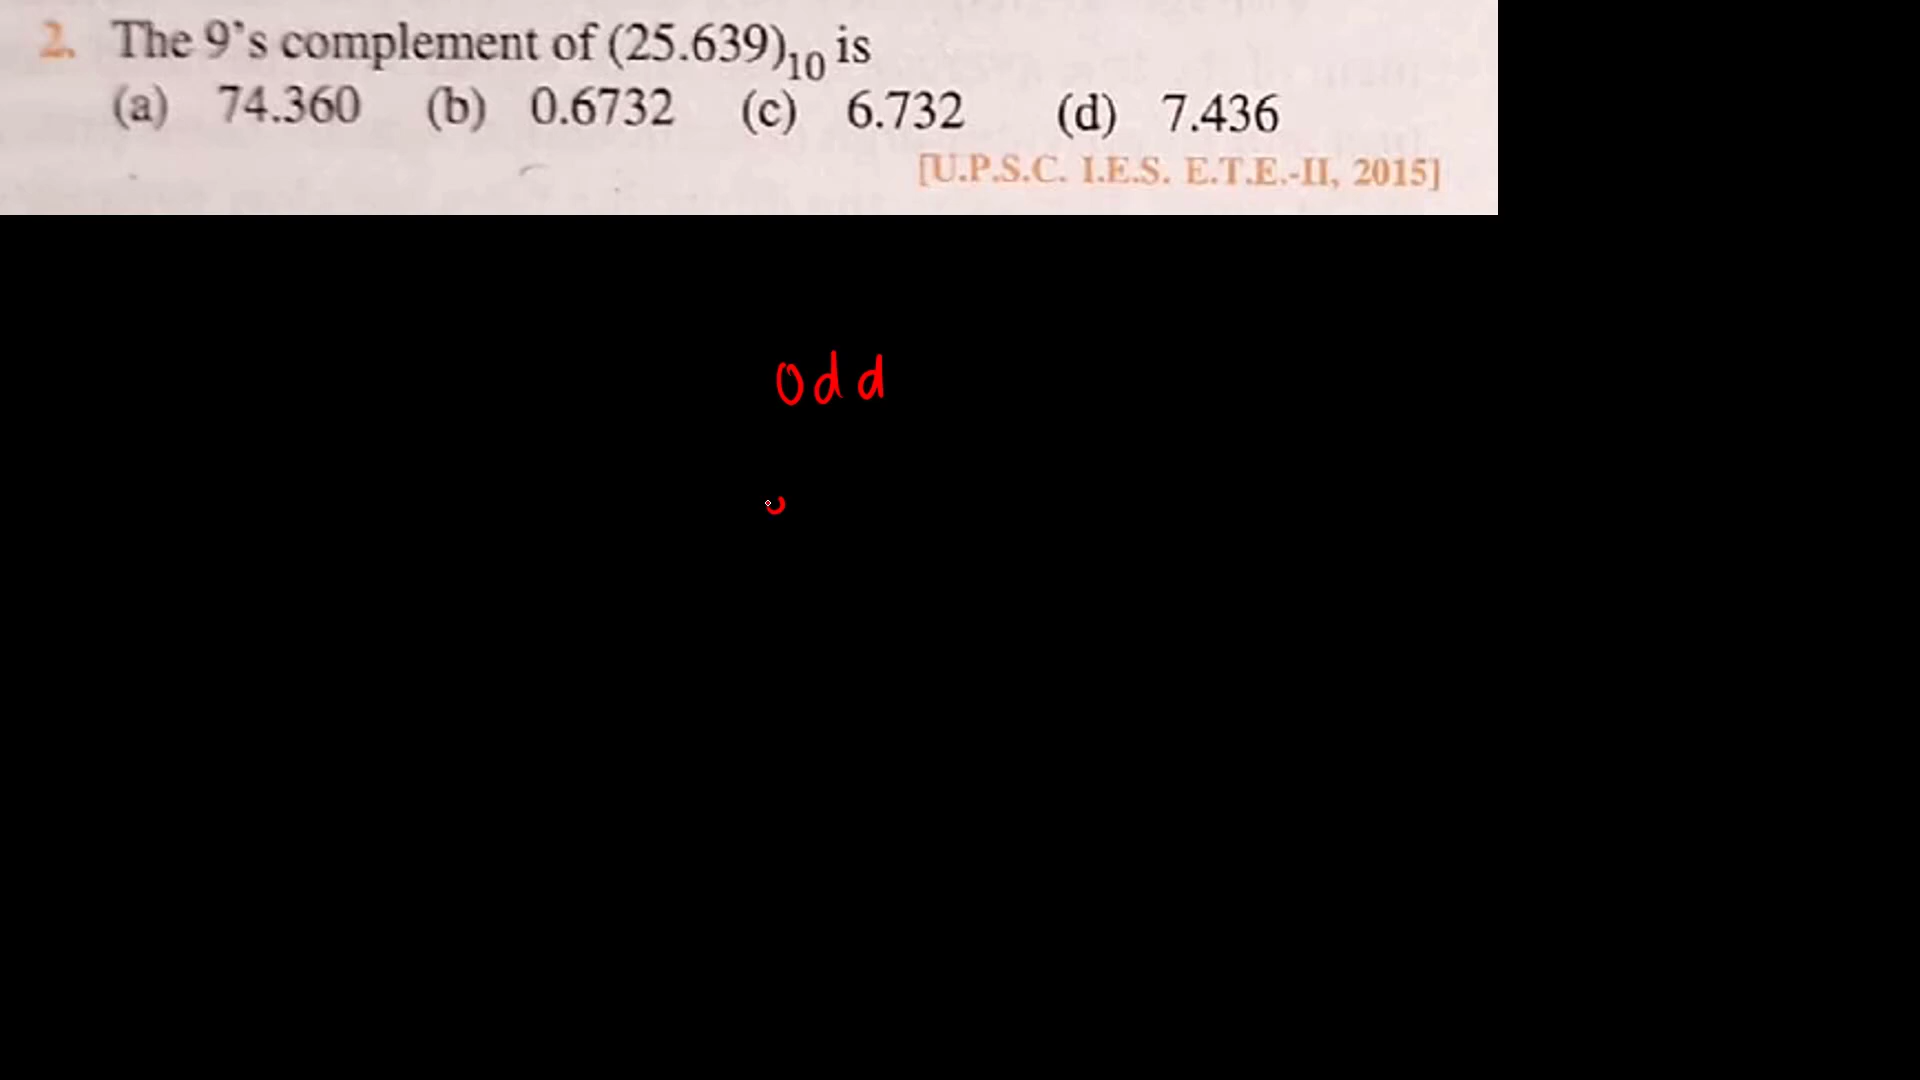 2. The 9's complement of (25.639)₁₀ is
(a) 74.360 (b) 0.6732 (c) 6.732 (d) 7.436
[U.P.S.C. I.E.S. E.T.E.-II, 2015]
Odd